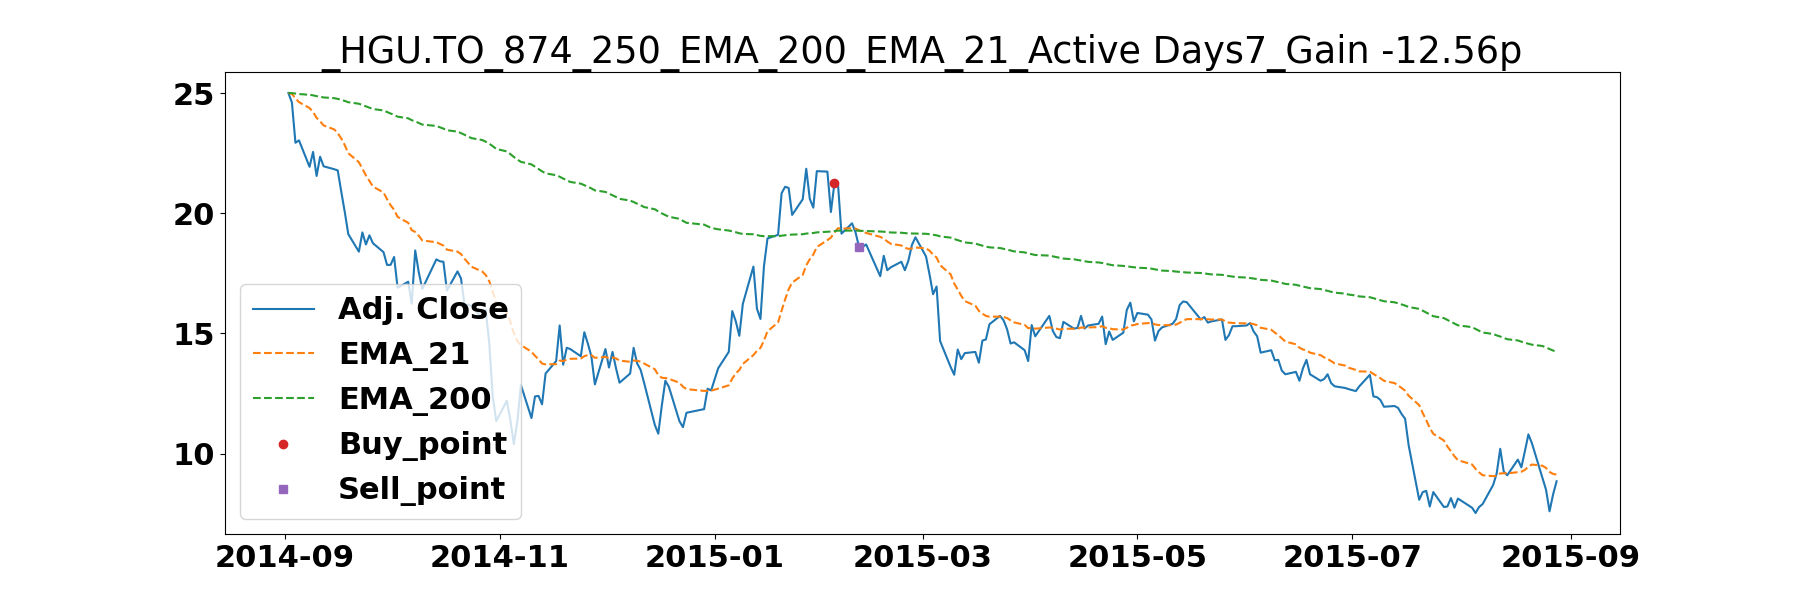 _HGU.TO_874_250_EMA_200_EMA_21_Active Days7_Gain -12.56p
25
20
15
10
Adj. Close
EMA_21
EMA_200
Buy_point
Sell_point
2014-09 2014-11 2015-01 2015-03 2015-05 2015-07 2015-09